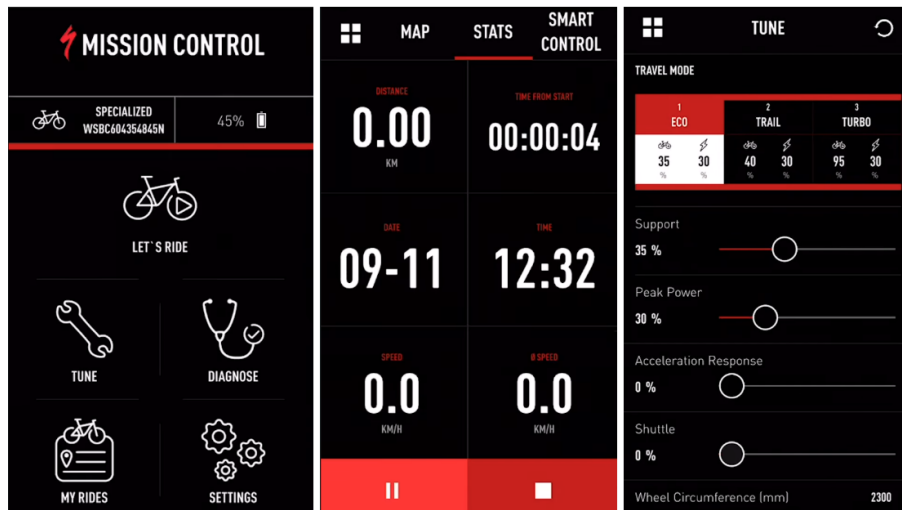 MISSION CONTROL
SPECIALIZED
WSBC604354845N
45%
LET`S RIDE
TUNE
DIAGNOSE
MY RIDES
SETTINGS
MAP
STATS
SMART
CONTROL
DISTANCE
TIME FROM START
0.00
00:00:04
KM
DATE
TIME
09-11
12:32
SPEED
Ø SPEED
0.0
0.0
KM/H
KM/H
TUNE
TRAVEL MODE
1
2
3
ECO
TRAIL
TURBO
35
30
40
30
95
30
%
%
%
%
%
%
Support
35 %
Peak Power
30 %
Acceleration Response
0 %
Shuttle
0 %
Wheel Circumference (mm)
2300